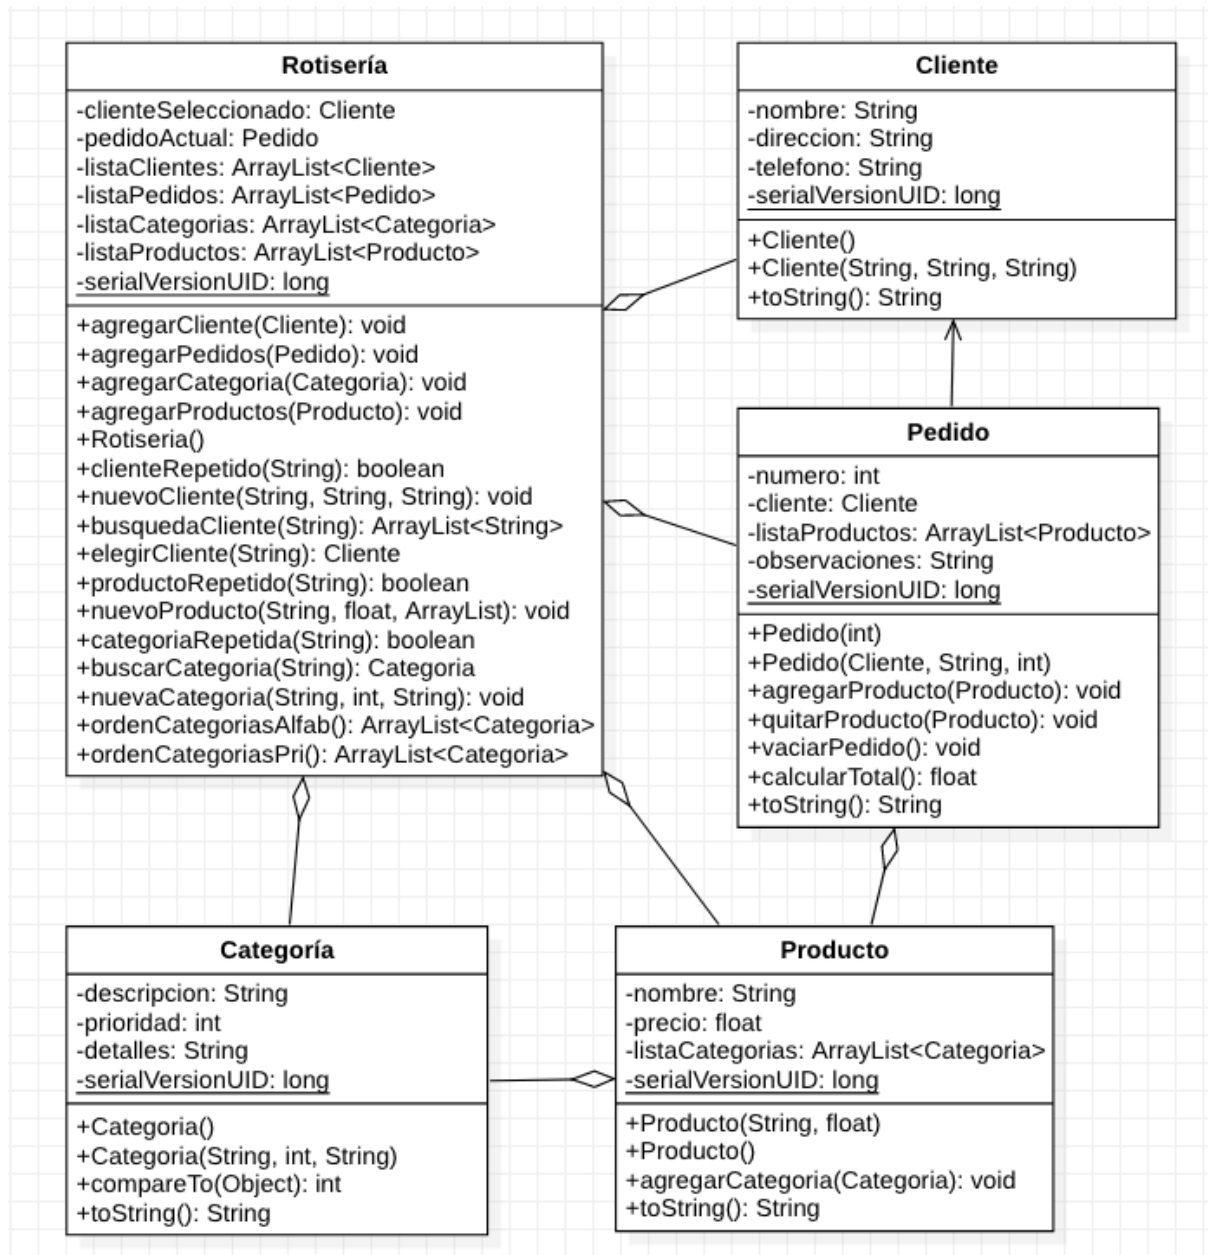 Rotisería
-clienteSeleccionado: Cliente
-pedidoActual: Pedido
-listaClientes: ArrayList<Cliente>
-listaPedidos: ArrayList<Pedido>
-listaCategorias: ArrayList<Categoria>
-listaProductos: ArrayList<Producto>
-serialVersionUID: long
+agregarCliente(Cliente): void
+agregarPedidos(Pedido): void
+agregarCategoria(Categoria): void
+agregarProductos(Producto): void
+Rotiseria()
+clienteRepetido(String): boolean
+nuevoCliente(String, String, String): void
+busquedaCliente(String): ArrayList<String>
+elegirCliente(String): Cliente
+productoRepetido(String): boolean
+nuevoProducto(String, float, ArrayList): void
+categoriaRepetida(String): boolean
+buscarCategoria(String): Categoria
+nuevaCategoria(String, int, String): void
+ordenCategoriasAlfab(): ArrayList<Categoria>
+ordenCategoriasPri(): ArrayList<Categoria>
Cliente
-nombre: String
-direccion: String
-telefono: String
-serialVersionUID: long
+Cliente()
+Cliente(String, String, String)
+toString(): String
Pedido
-numero: int
-cliente: Cliente
-listaProductos: ArrayList<Producto>
-observaciones: String
-serialVersionUID: long
+Pedido(int)
+Pedido(Cliente, String, int)
+agregarProducto(Producto): void
+quitarProducto(Producto): void
+vaciarPedido(): void
+calcularTotal(): float
+toString(): String
Categoría
-descripcion: String
-prioridad: int
-detalles: String
-serialVersionUID: long
+Categoria()
+Categoria(String, int, String)
+compareTo(Object): int
+toString(): String
Producto
-nombre: String
-precio: float
-listaCategorias: ArrayList<Categoria>
-serialVersionUID: long
+Producto(String, float)
+Producto()
+agregarCategoria(Categoria): void
+toString(): String